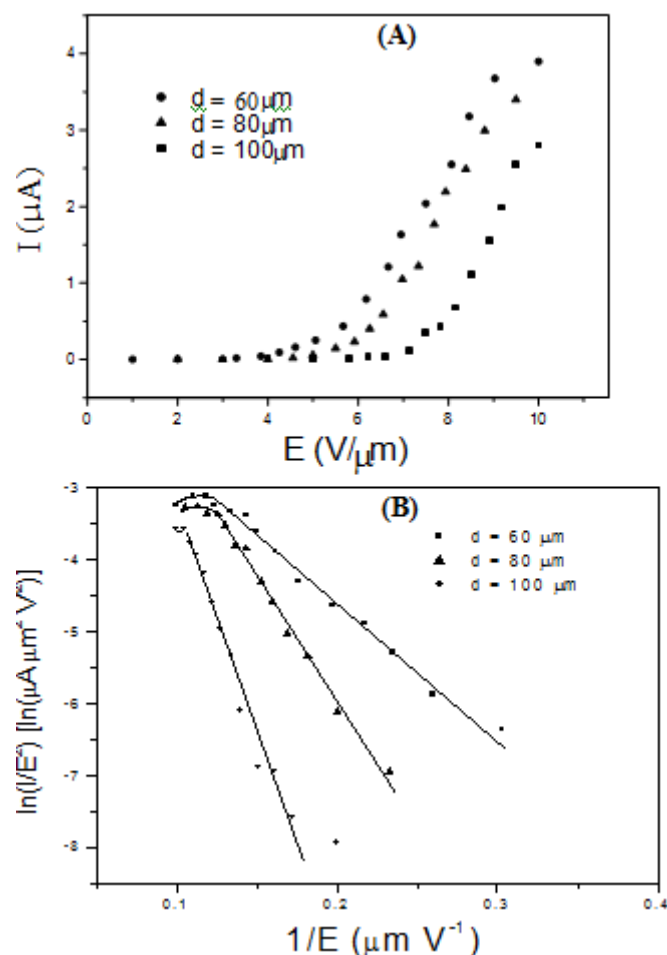 (A)
d = 60μm
d = 80μm
d = 100μm
I (μA)
4
3
2
1
0
0 2 4 6 8 10
E (V/μm)
(B)
d = 60 μm
d = 80 μm
d = 100 μm
ln(I/E²) [ln(μA μm² V²)]
-3
-4
-5
-6
-7
-8
0.1 0.2 0.3 0.4
1/E (μm V⁻¹)